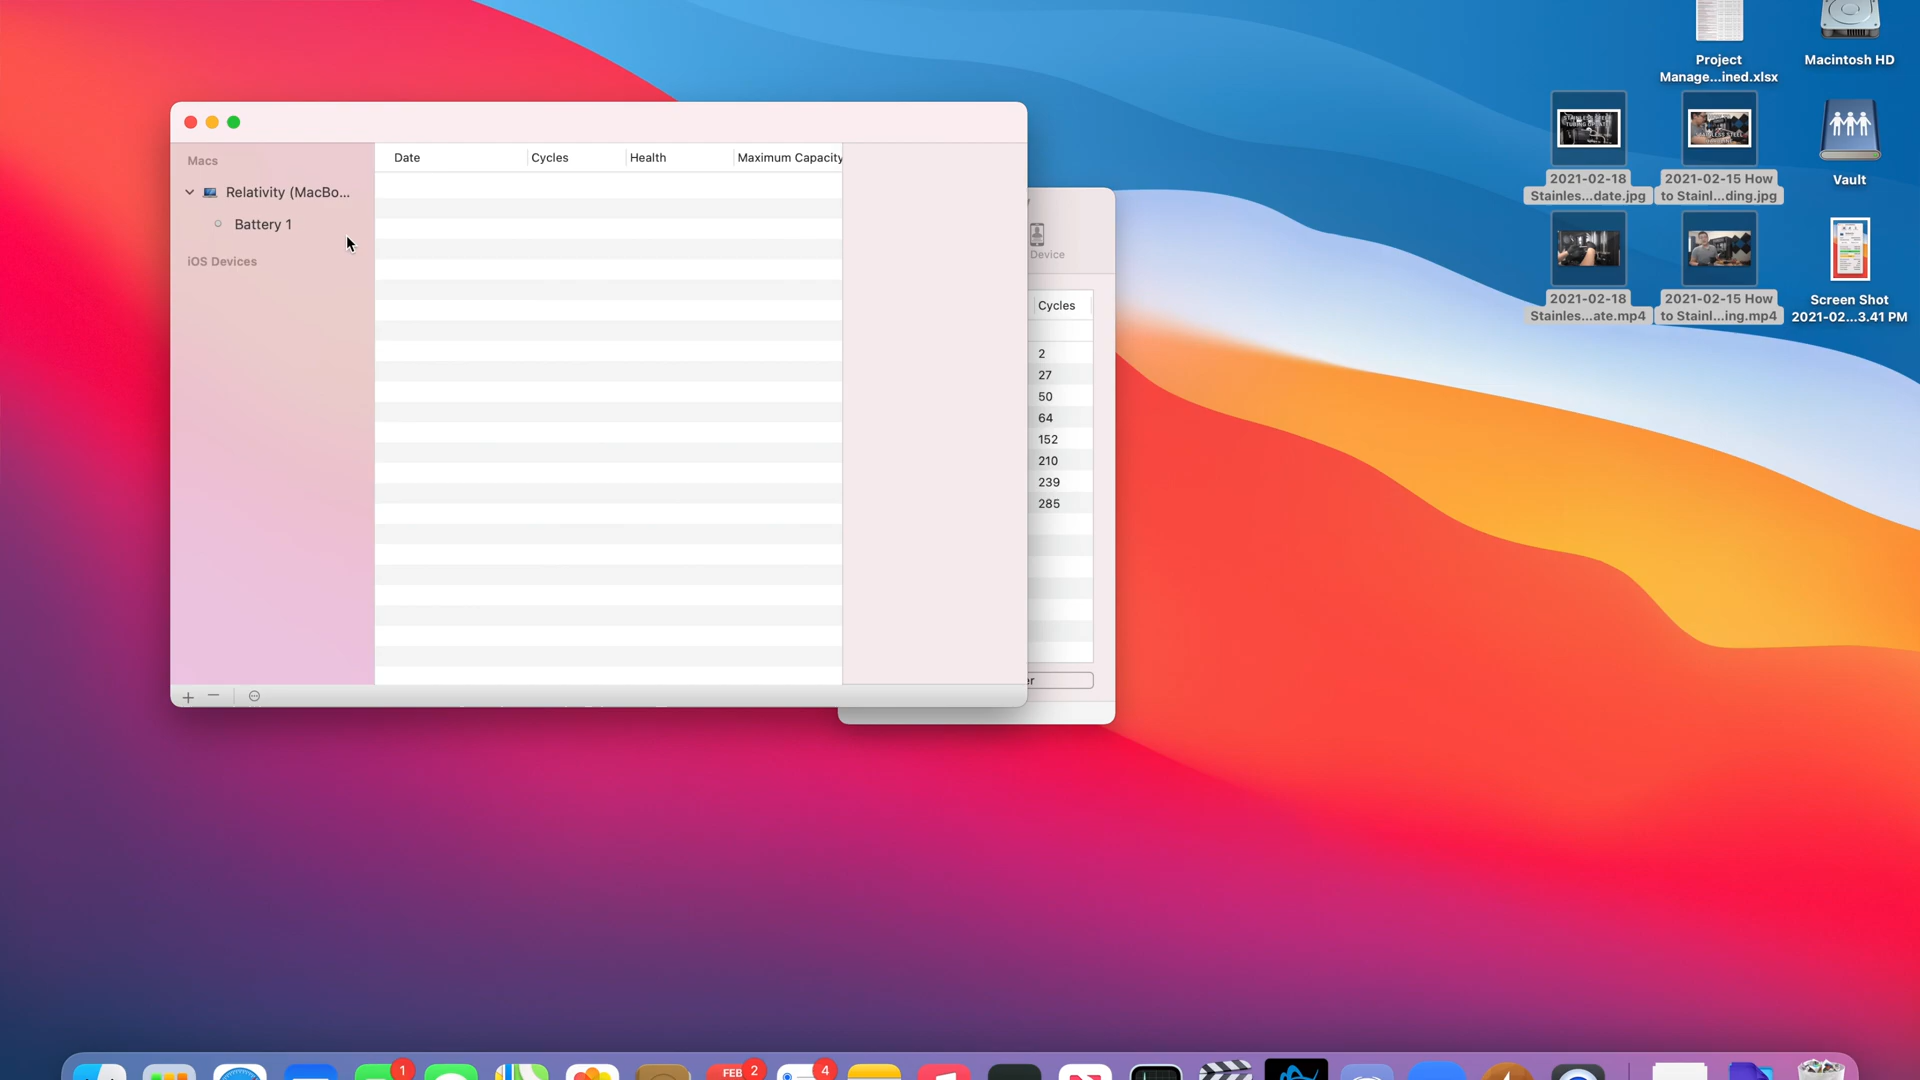 Project
Manage...ined.xlsx
Macintosh HD
2021-02-18
Stainles...date.jpg
2021-02-15 How
to Stainl...ding.jpg
Vault
2021-02-18
Stainles...ate.mp4
2021-02-15 How
to Stainl...ing.mp4
Screen Shot
2021-02...3.41 PM
Macs
Relativity (MacBo...
Battery 1
iOS Devices
Date
Cycles
Health
Maximum Capacity
Device
Cycles
2
27
50
64
152
210
239
285
er
1
FEB
2
4